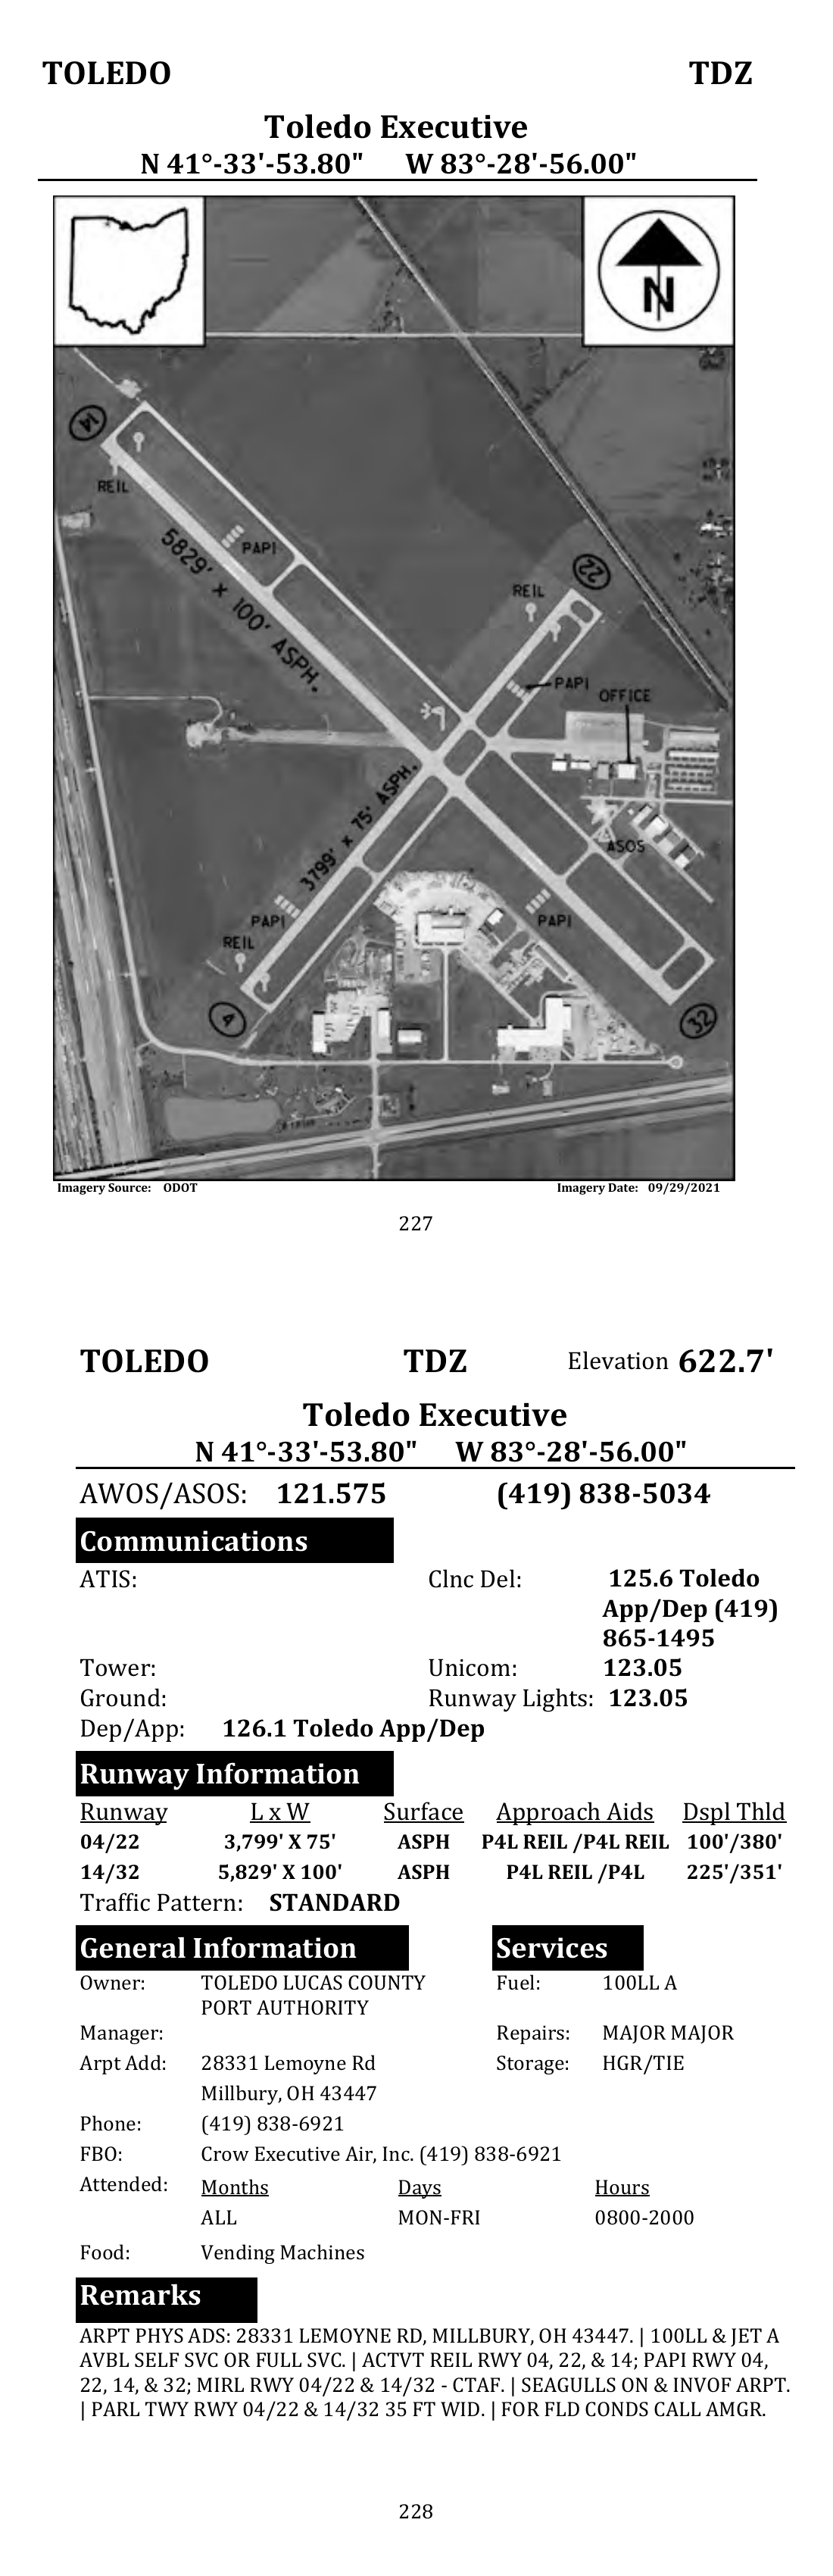 TOLEDO TDZ
Toledo Executive
N 41°-33'-53.80" W 83°-28'-56.00"
N
14
REIL
PAPI
5829' x 100' ASPH.
22
REIL
PAPI
OFFICE
3799' x 75' ASPH.
ASOS
PAPI
PAPI
REIL
4
32
Imagery Source: ODOT Imagery Date: 09/29/2021
227
TOLEDO TDZ Elevation 622.7'
Toledo Executive
N 41°-33'-53.80" W 83°-28'-56.00"
AWOS/ASOS: 121.575 (419) 838-5034
Communications
ATIS: Clnc Del: 125.6 Toledo
App/Dep (419)
865-1495
Tower: Unicom: 123.05
Ground: Runway Lights: 123.05
Dep/App: 126.1 Toledo App/Dep
Runway Information
Runway L x W Surface Approach Aids Dspl Thld
04/22 3,799' X 75' ASPH P4L REIL /P4L REIL 100'/380'
14/32 5,829' X 100' ASPH P4L REIL /P4L 225'/351'
Traffic Pattern: STANDARD
General Information Services
Owner: TOLEDO LUCAS COUNTY Fuel: 100LL A
PORT AUTHORITY
Manager: Repairs: MAJOR MAJOR
Arpt Add: 28331 Lemoyne Rd Storage: HGR/TIE
Millbury, OH 43447
Phone: (419) 838-6921
FBO: Crow Executive Air, Inc. (419) 838-6921
Attended: Months Days Hours
ALL MON-FRI 0800-2000
Food: Vending Machines
Remarks
ARPT PHYS ADS: 28331 LEMOYNE RD, MILLBURY, OH 43447. | 100LL & JET A
AVBL SELF SVC OR FULL SVC. | ACTVT REIL RWY 04, 22, & 14; PAPI RWY 04,
22, 14, & 32; MIRL RWY 04/22 & 14/32 - CTAF. | SEAGULLS ON & INVOF ARPT.
| PARL TWY RWY 04/22 & 14/32 35 FT WID. | FOR FLD CONDS CALL AMGR.
228